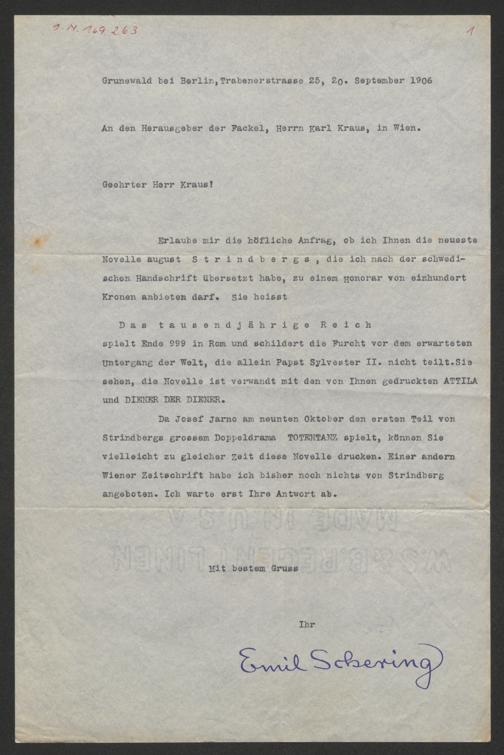 I.N. 169.263
1
Grunewald bei Berlin,Trabenerstrasse 25, 20. September 1906
An den Herausgeber der Fackel, Herrn Karl Kraus, in Wien.
Geehrter Herr Kraus!
Erlaube mir die höfliche Anfrag, ob ich Ihnen die neueste
Novelle august S t r i n d b e r g s , die ich nach der schwedi-
schen Handschrift übersetzt habe, zu einem Honorar von einhundert
Kronen anbieten darf. Sie heisst
D a s t a u s e n d j ä h r i g e R e i c h
spielt Ende 999 in Rom und schildert die Furcht vor dem erwarteten
Untergang der Welt, die allein Papst Sylvester II. nicht teilt.Sie
sehen, die Novelle ist verwandt mit den von Ihnen gedruckten ATTILA
und DIENER DER DIENER.
Da Josef Jarno am neunten Oktober den ersten Teil von
Strindbergs grossem Doppeldrama TOTENTANZ spielt, können Sie
vielleicht zu gleicher Zeit diese Novelle drucken. Einer andern
Wiener Zeitschrift habe ich bisher noch nichts von Strindberg
angeboten. Ich warte erst Ihre Antwort ab.
MADE IN U.S.A
W.S.&B. REGENT LINEN
Mit bestem Gruss
Ihr
Emil Schering